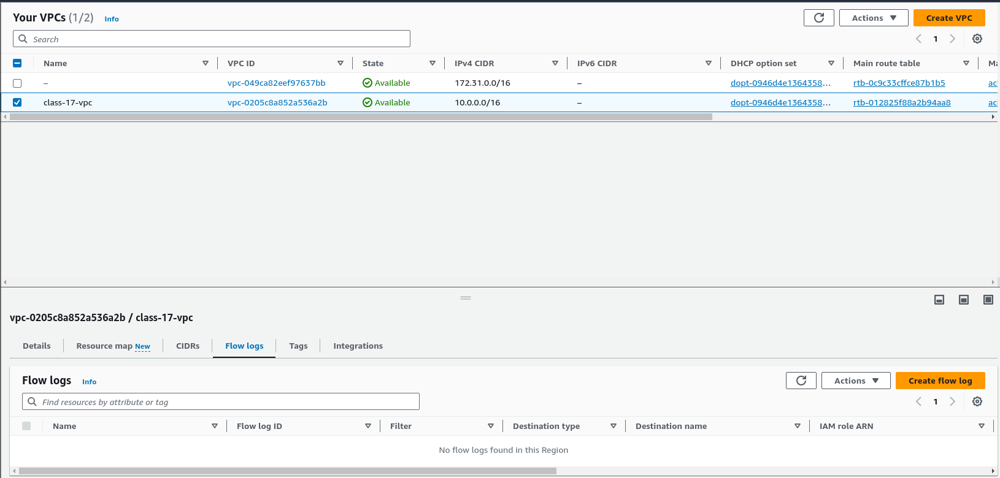 Your VPCs (1/2) Info
Actions Create VPC
Search
1
Name VPC ID State IPv4 CIDR IPv6 CIDR DHCP option set Main route table Ma
– vpc-049ca82eef97637bb Available 172.31.0.0/16 – dopt-0946d4e1364358... rtb-0c9c33cffce87b1b5 ac
class-17-vpc vpc-0205c8a852a536a2b Available 10.0.0.0/16 – dopt-0946d4e1364358... rtb-012825f88a2b94aa8 ac
vpc-0205c8a852a536a2b / class-17-vpc
Details Resource map New CIDRs Flow logs Tags Integrations
Flow logs Info
Actions Create flow log
Find resources by attribute or tag
1
Name Flow log ID Filter Destination type Destination name IAM role ARN
No flow logs found in this Region